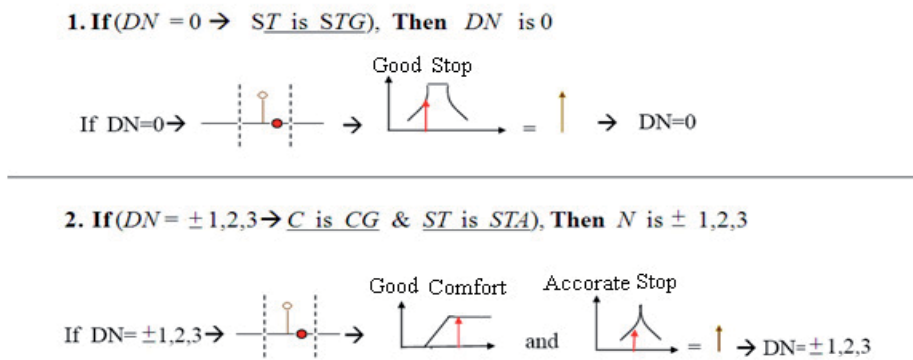 1. If(DN = 0 → ST is STG), Then DN is 0
Good Stop
If DN=0→ → = → DN=0
2. If(DN = ± 1,2,3→ C is CG & ST is STA), Then N is ± 1,2,3
Good Comfort Accorate Stop
If DN= ±1,2,3→ → and = → DN=± 1,2,3